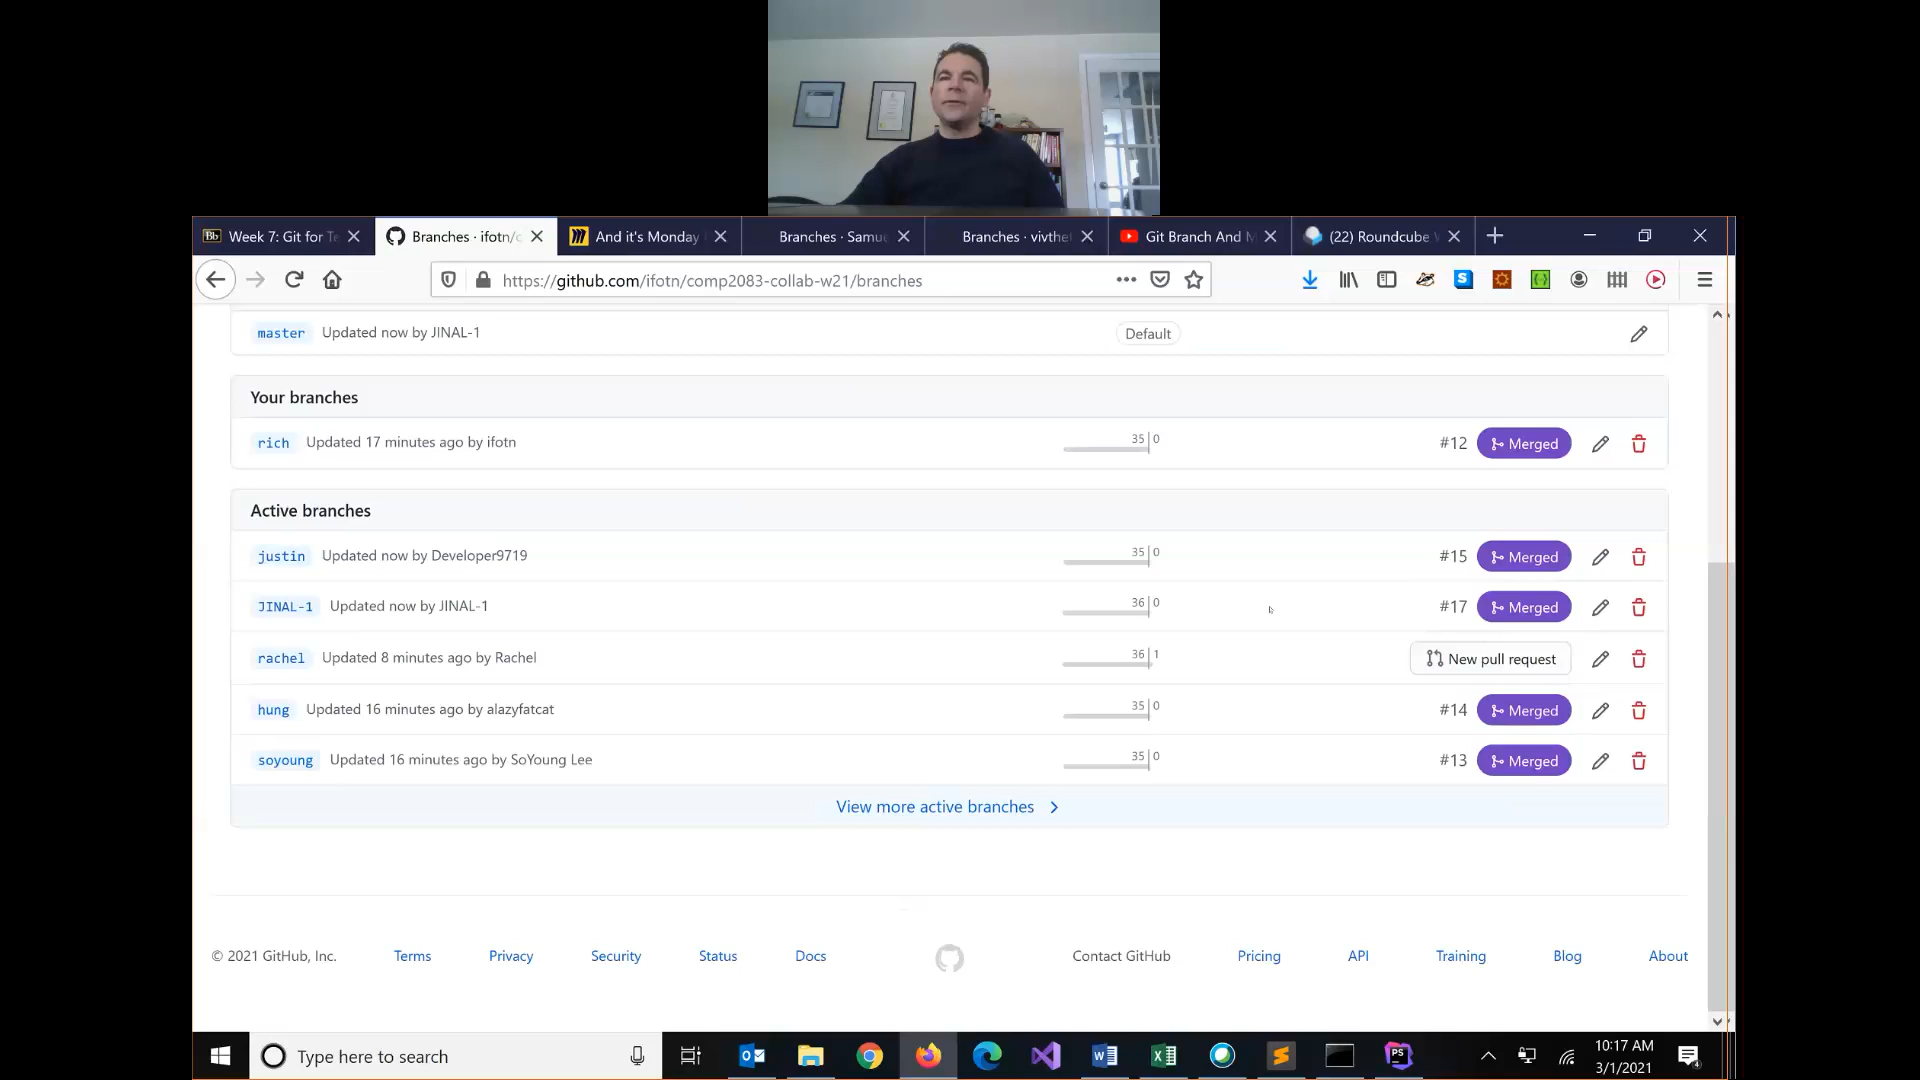 Bb Week 7: Git for Te
Branches · ifotn/c
And it's Monday
Branches · Samue
Branches · vivthe
Git Branch And M
(22) Roundcube
https://github.com/ifotn/comp2083-collab-w21/branches
master Updated now by JINAL-1 Default
Your branches
rich Updated 17 minutes ago by ifotn 35 0 #12 Merged
Active branches
justin Updated now by Developer9719 35 0 #15 Merged
JINAL-1 Updated now by JINAL-1 36 0 #17 Merged
rachel Updated 8 minutes ago by Rachel 36 1 New pull request
hung Updated 16 minutes ago by alazyfatcat 35 0 #14 Merged
soyoung Updated 16 minutes ago by SoYoung Lee 35 0 #13 Merged
View more active branches
© 2021 GitHub, Inc. Terms Privacy Security Status Docs Contact GitHub Pricing API Training Blog About
Type here to search
10:17 AM
3/1/2021